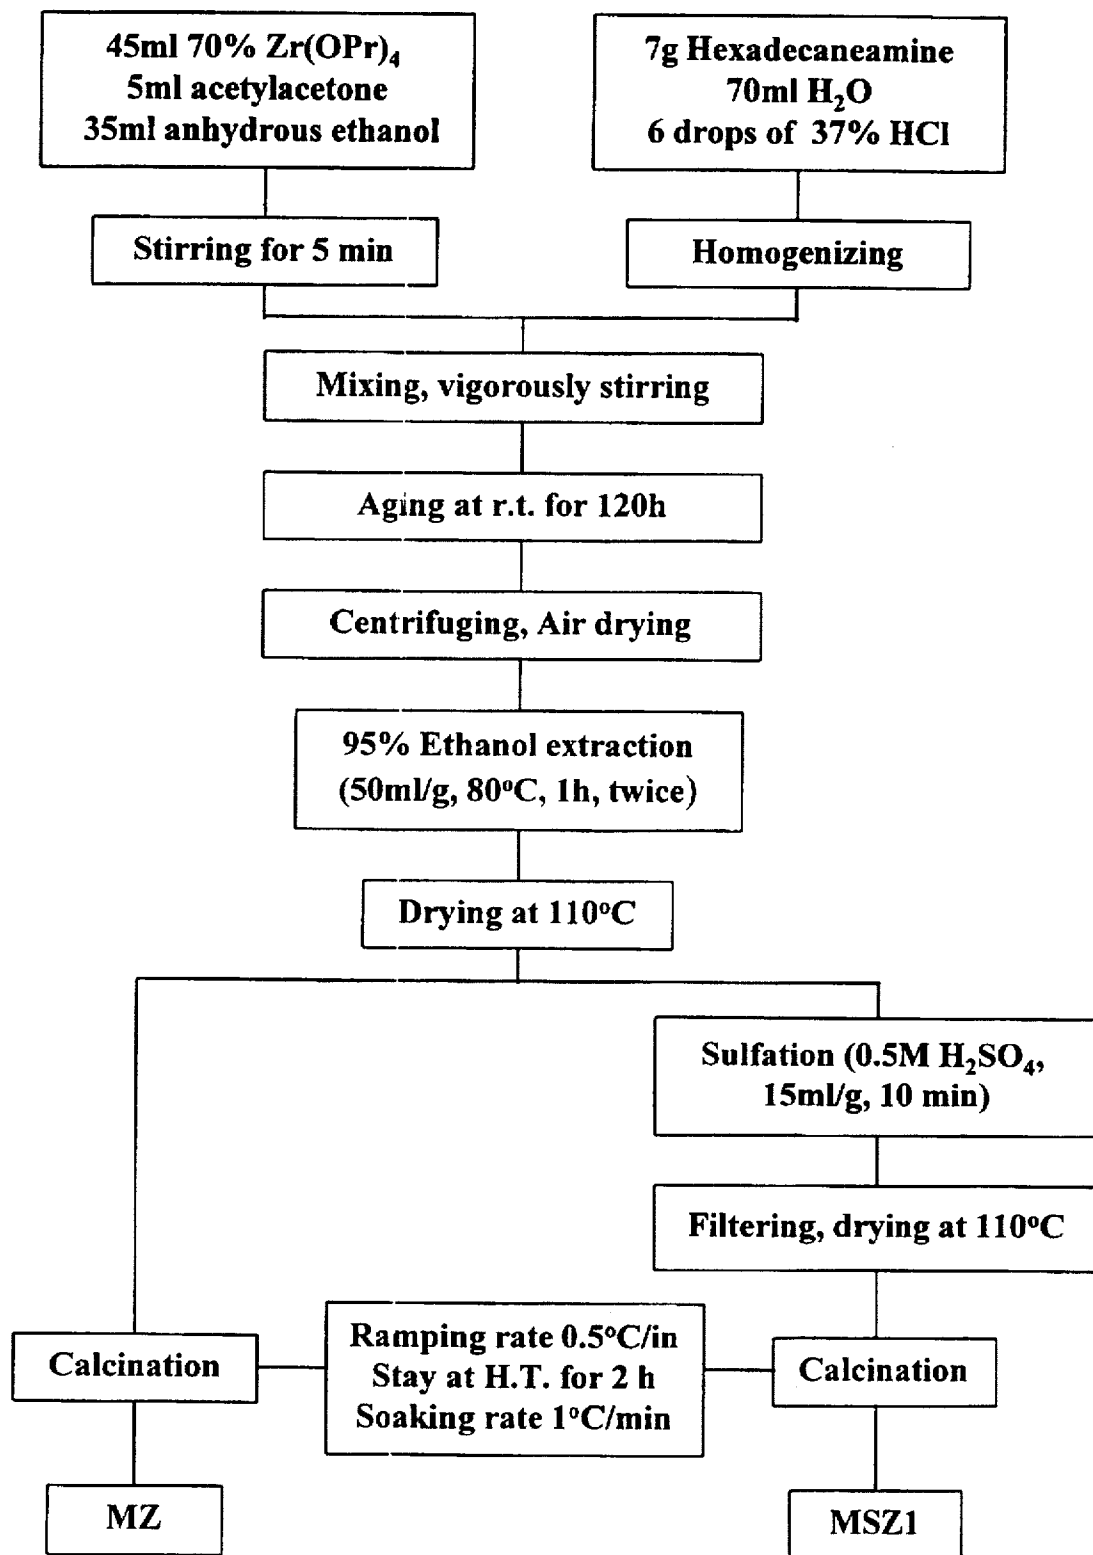 45ml 70% Zr(OPr)₄
5ml acetylacetone
35ml anhydrous ethanol
7g Hexadecaneamine
70ml H₂O
6 drops of 37% HCl
Stirring for 5 min
Homogenizing
Mixing, vigorously stirring
Aging at r.t. for 120h
Centrifuging, Air drying
95% Ethanol extraction
(50ml/g, 80°C, 1h, twice)
Drying at 110°C
Sulfation (0.5M H₂SO₄,
15ml/g, 10 min)
Filtering, drying at 110°C
Calcination
Ramping rate 0.5°C/in
Stay at H.T. for 2 h
Soaking rate 1°C/min
Calcination
MZ
MSZ1